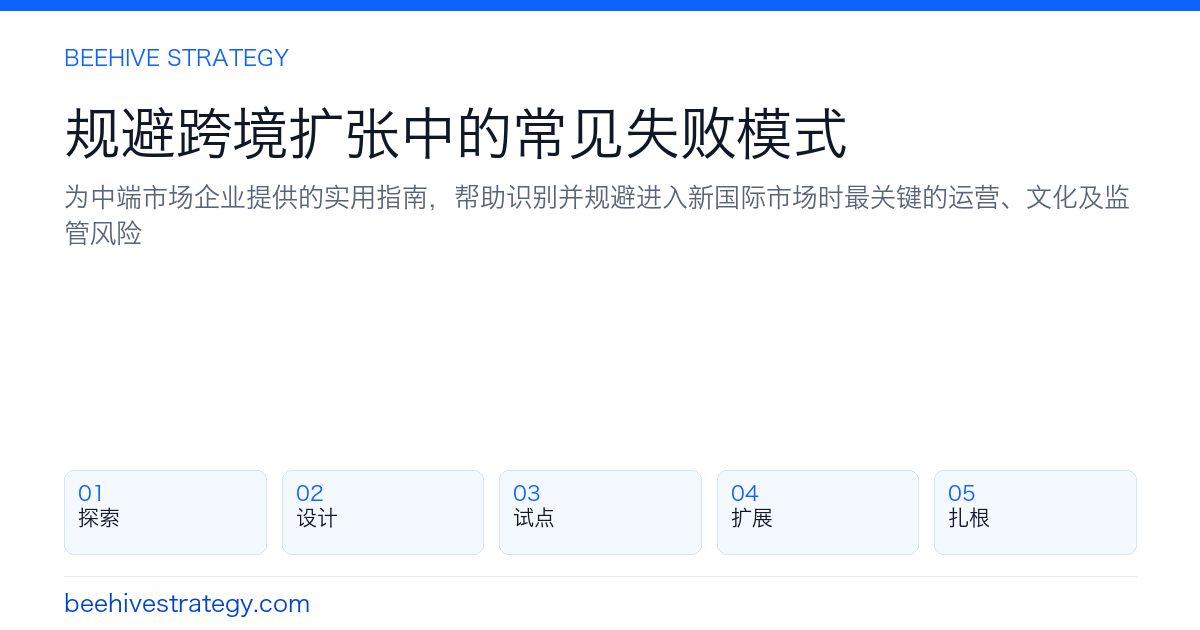 BEEHIVE STRATEGY
规避跨境扩张中的常见失败模式
为中端市场企业提供的实用指南，帮助识别并规避进入新国际市场时最关键的运营、文化及监
管风险
01
探索
02
设计
03
试点
04
扩展
05
扎根
beehivestrategy.com